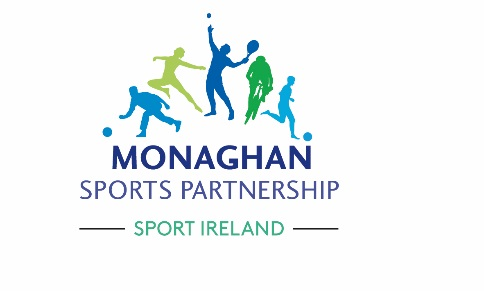 MONAGHAN
SPORTS PARTNERSHIP
SPORT IRELAND